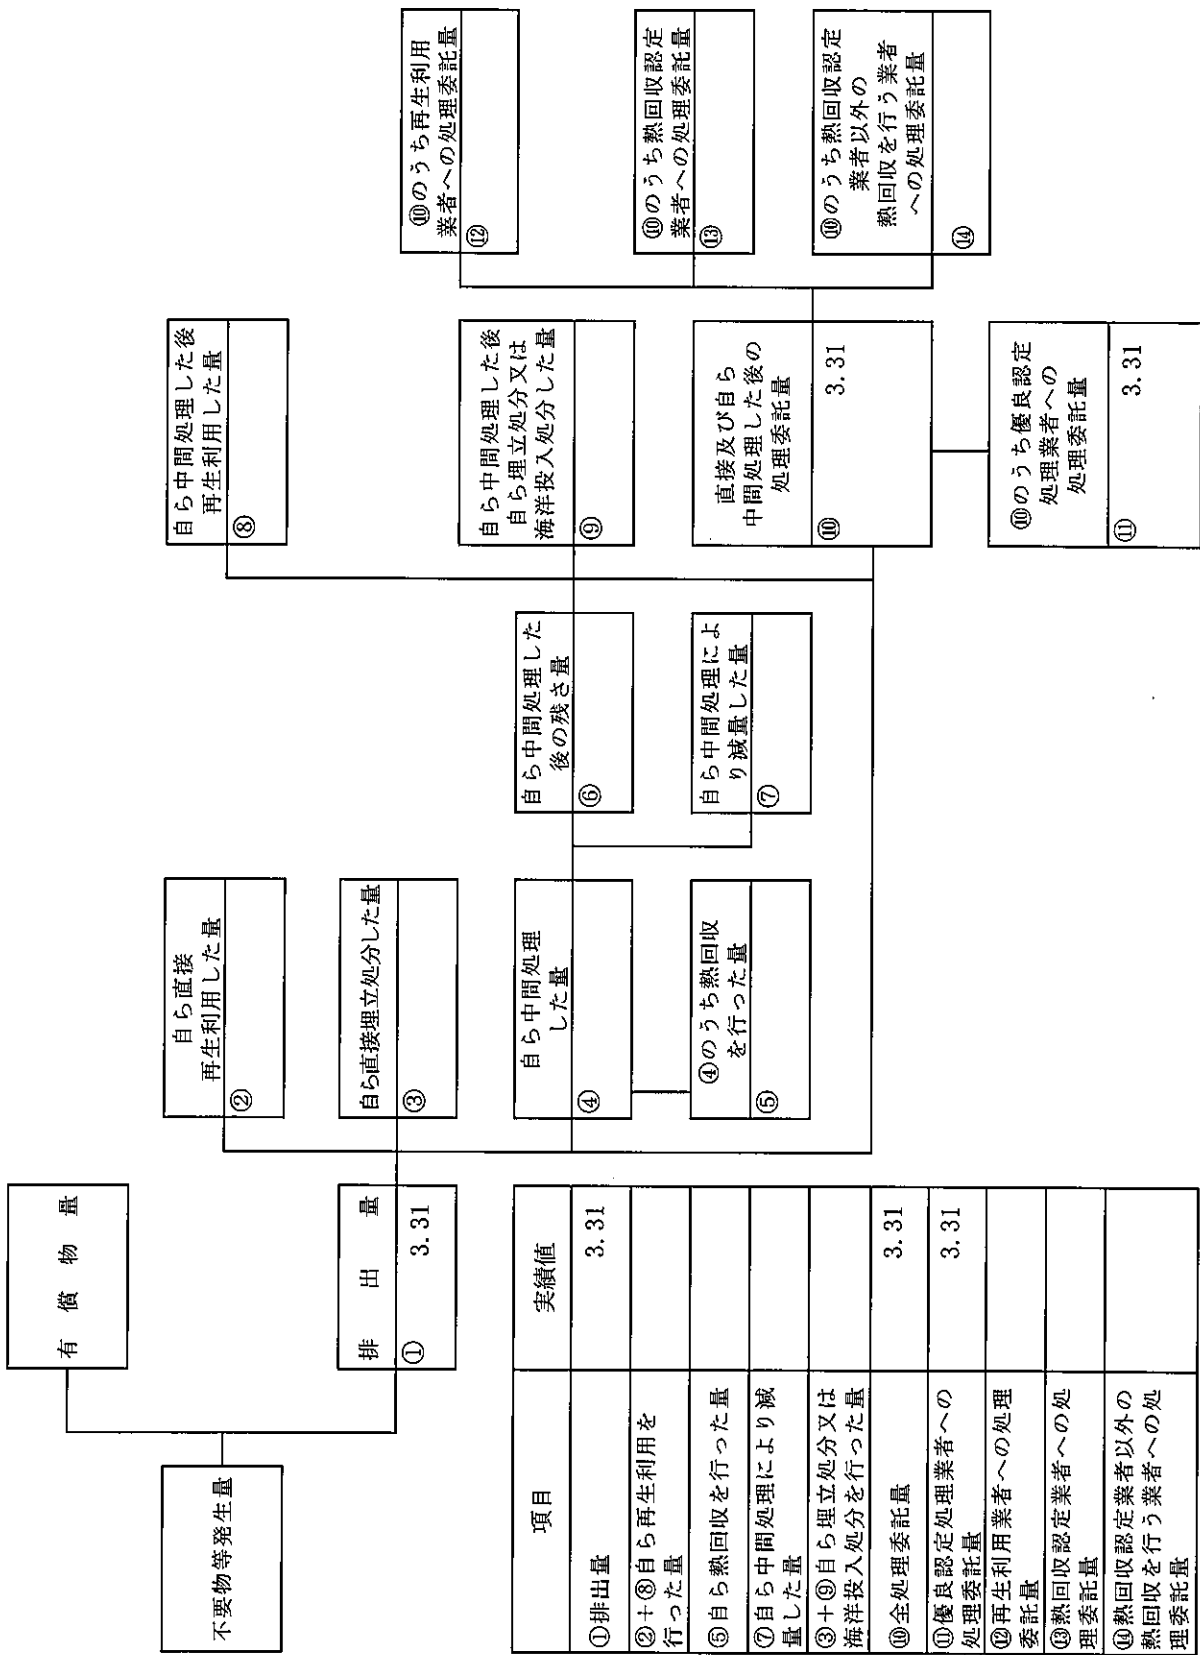 不要物等発生量
有償物量
排出量
① 3.31
自ら直接
再生利用した量
②
自ら直接埋立処分した量
③
自ら中間処理
した量
④
④のうち熱回収
を行った量
⑤
自ら中間処理した
後の残さ量
⑥
自ら中間処理によ
り減量した量
⑦
自ら中間処理した後
再生利用した量
⑧
自ら中間処理した後
自ら埋立処分又は
海洋投入処分した量
⑨
直接及び自ら
中間処理した後の
処理委託量
⑩ 3.31
⑩のうち優良認定
処理業者への
処理委託量
⑪ 3.31
⑩のうち再生利用
業者への処理委託量
⑫
⑩のうち熱回収認定
業者への処理委託量
⑬
⑩のうち熱回収認定
業者以外の
熱回収を行う業者
への処理委託量
⑭
項目 実績値
①排出量 3.31
②+⑧自ら再生利用を
行った量
⑤自ら熱回収を行った量
⑦自ら中間処理により減
量した量
③+⑨自ら埋立処分又は
海洋投入処分を行った量
⑩全処理委託量 3.31
⑪優良認定処理業者への
処理委託量 3.31
⑫再生利用業者への処理
委託量
⑬熱回収認定業者への処
理委託量
⑭熱回収認定業者以外の
熱回収を行う業者への処
理委託量